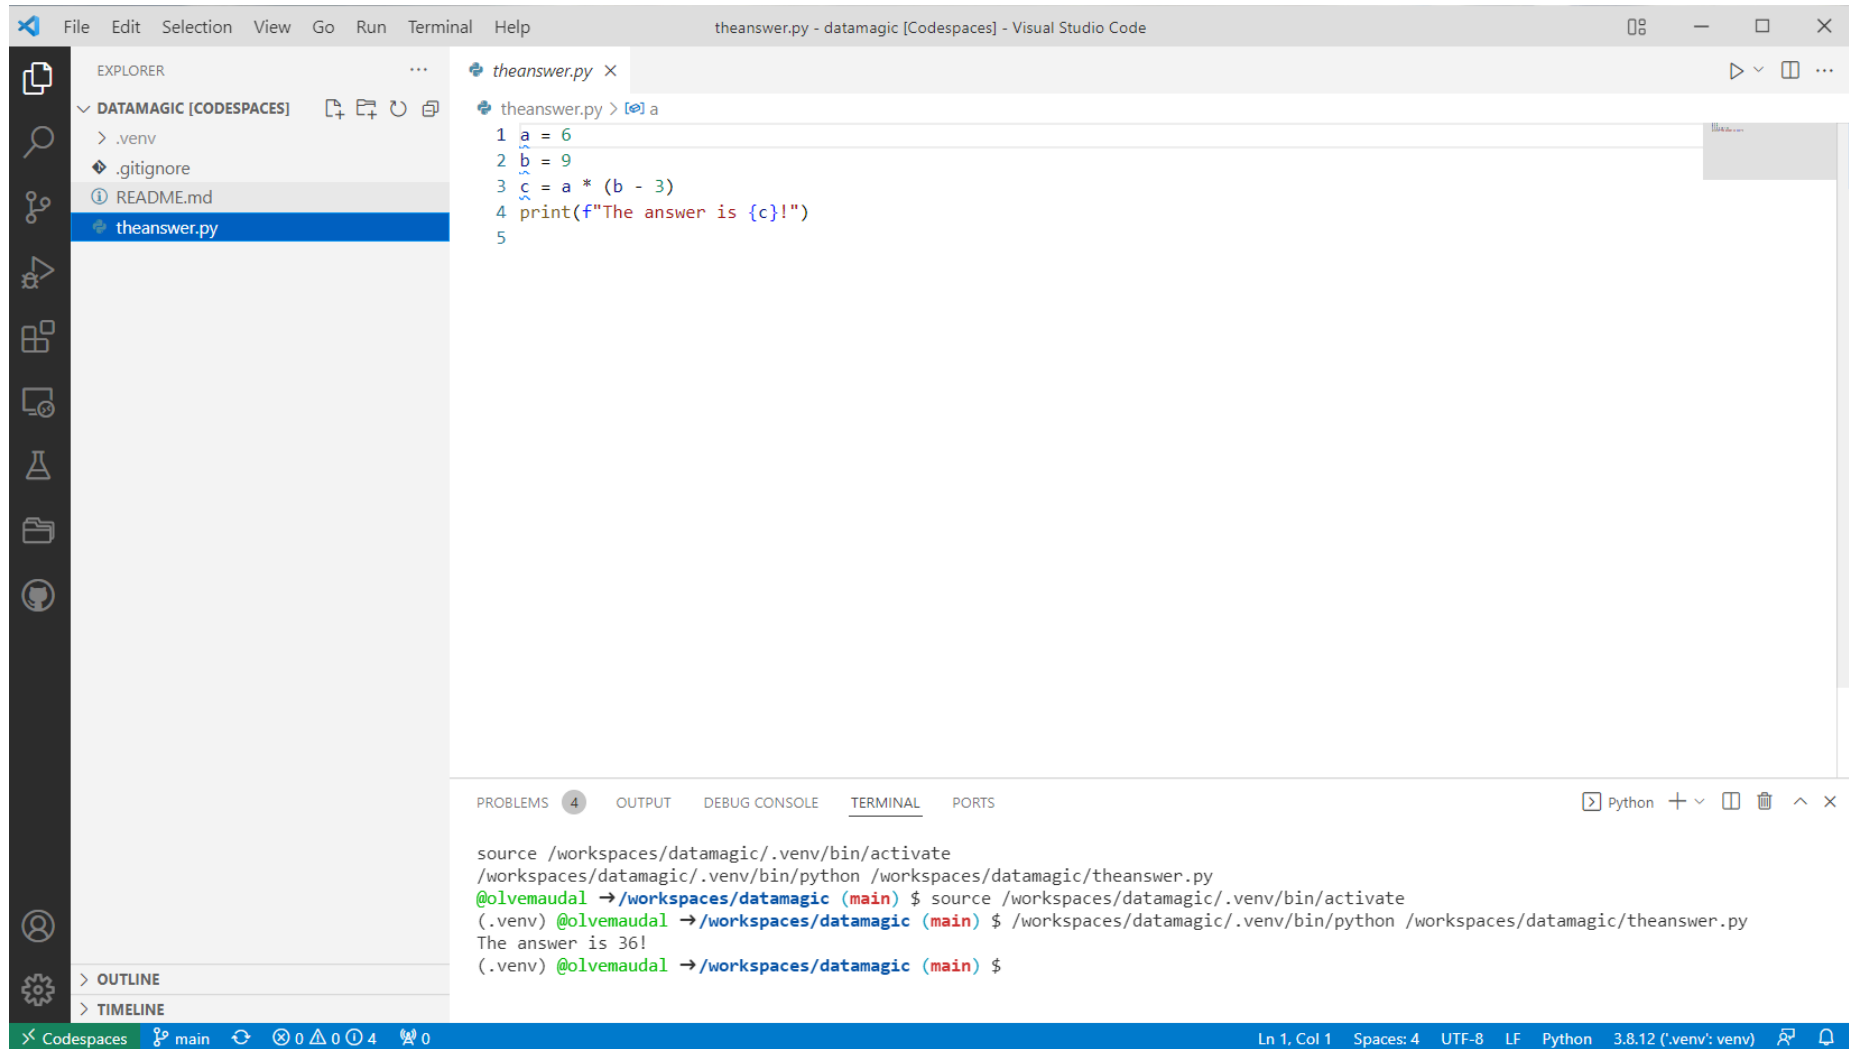 File Edit Selection View Go Run Terminal Help theanswer.py - datamagic [Codespaces] - Visual Studio Code
EXPLORER
DATAMAGIC [CODESPACES]
.venv
.gitignore
README.md
theanswer.py
OUTLINE
TIMELINE
theanswer.py
theanswer.py > a
1 a = 6
2 b = 9
3 c = a * (b - 3)
4 print(f"The answer is {c}!")
5
PROBLEMS 4 OUTPUT DEBUG CONSOLE TERMINAL PORTS Python
source /workspaces/datamagic/.venv/bin/activate
/workspaces/datamagic/.venv/bin/python /workspaces/datamagic/theanswer.py
@olvemaudal →/workspaces/datamagic (main) $ source /workspaces/datamagic/.venv/bin/activate
(.venv) @olvemaudal →/workspaces/datamagic (main) $ /workspaces/datamagic/.venv/bin/python /workspaces/datamagic/theanswer.py
The answer is 36!
(.venv) @olvemaudal →/workspaces/datamagic (main) $
Codespaces main 0 0 4 0 Ln 1, Col 1 Spaces: 4 UTF-8 LF Python 3.8.12 ('.venv': venv)